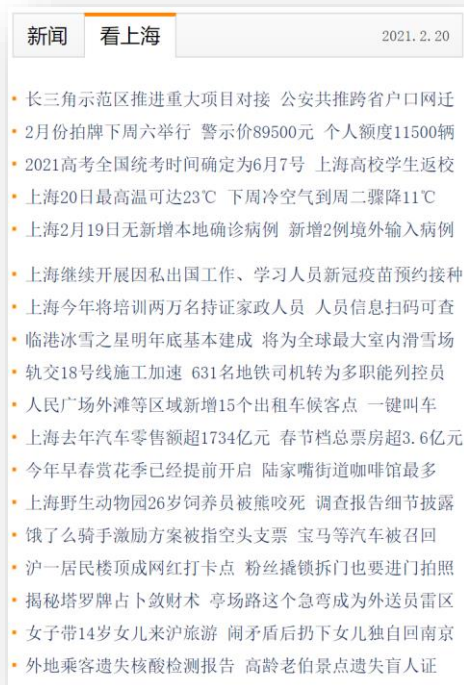 新闻 看上海 2021.2.20
长三角示范区推进重大项目对接 公安共推跨省户口网迁
2月份拍牌下周六举行 警示价89500元 个人额度11500辆
2021高考全国统考时间确定为6月7号 上海高校学生返校
上海20日最高温可达23℃ 下周冷空气到周二骤降11℃
上海2月19日无新增本地确诊病例 新增2例境外输入病例
上海继续开展因私出国工作、学习人员新冠疫苗预约接种
上海今年将培训两万名持证家政人员 人员信息扫码可查
临港冰雪之星明年底基本建成 将为全球最大室内滑雪场
轨交18号线施工加速 631名地铁司机转为多职能列控员
人民广场外滩等区域新增15个出租车候客点 一键叫车
上海去年汽车零售额超1734亿元 春节档总票房超3.6亿元
今年早春赏花季已经提前开启 陆家嘴街道咖啡馆最多
上海野生动物园26岁饲养员被熊咬死 调查报告细节披露
饿了么骑手激励方案被指空头支票 宝马等汽车被召回
沪一居民楼顶成网红打卡点 粉丝撬锁拆门也要进门拍照
揭秘塔罗牌占卜敛财术 亭场路这个急弯成为外送员雷区
女子带14岁女儿来沪旅游 闹矛盾后扔下女儿独自回南京
外地乘客遗失核酸检测报告 高龄老伯景点遗失盲人证